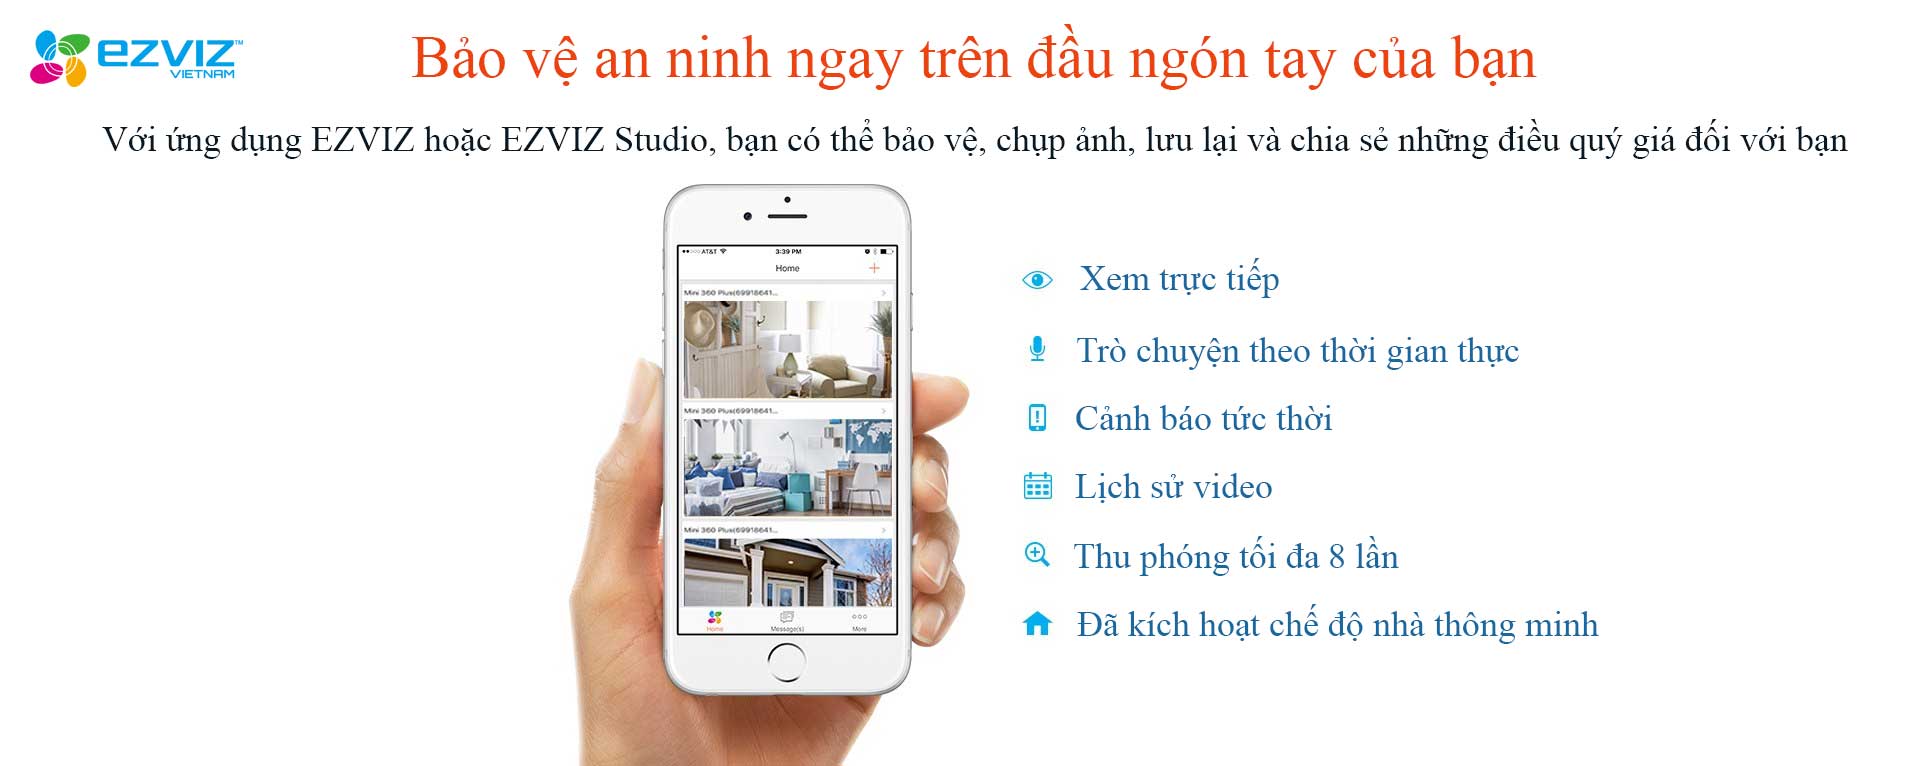 ezviz™
VIETNAM
Bảo vệ an ninh ngay trên đầu ngón tay của bạn
Với ứng dụng EZVIZ hoặc EZVIZ Studio, bạn có thể bảo vệ, chụp ảnh, lưu lại và chia sẻ những điều quý giá đối với bạn
AT&T 3:39 PM
Home +
Mini 360 Plus(69918641...
Mini 360 Plus(69918641...
Mini 360 Plus(69918641...
Home Message(s) More
Xem trực tiếp
Trò chuyện theo thời gian thực
Cảnh báo tức thời
Lịch sử video
Thu phóng tối đa 8 lần
Đã kích hoạt chế độ nhà thông minh